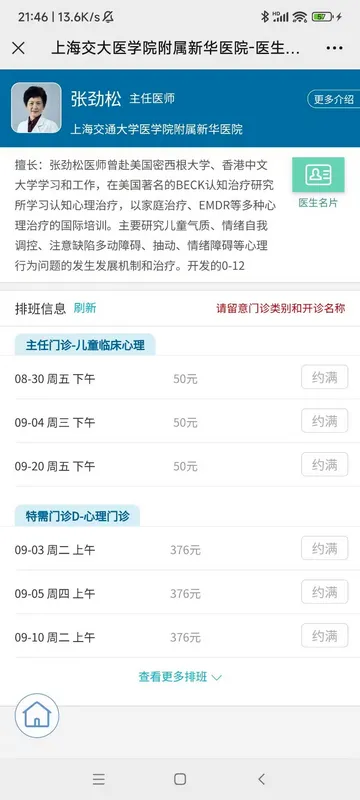 21:46 | 13.6K/s
HD
57
上海交大医学院附属新华医院-医生...
张劲松 主任医师
更多介绍
上海交通大学医学院附属新华医院
擅长：张劲松医师曾赴美国密西根大学、香港中文
大学学习和工作，在美国著名的BECK认知治疗研究
所学习认知心理治疗，以家庭治疗、EMDR等多种心
理治疗的国际培训。主要研究儿童气质、情绪自我
调控、注意缺陷多动障碍、抽动、情绪障碍等心理
行为问题的发生发展机制和治疗。开发的0-12
医生名片
排班信息 刷新 请留意门诊类别和开诊名称
主任门诊-儿童临床心理
08-30 周五 下午 50元 约满
09-04 周三 下午 50元 约满
09-20 周五 下午 50元 约满
特需门诊D-心理门诊
09-03 周二 上午 376元 约满
09-05 周四 上午 376元 约满
09-10 周二 上午 376元 约满
查看更多排班